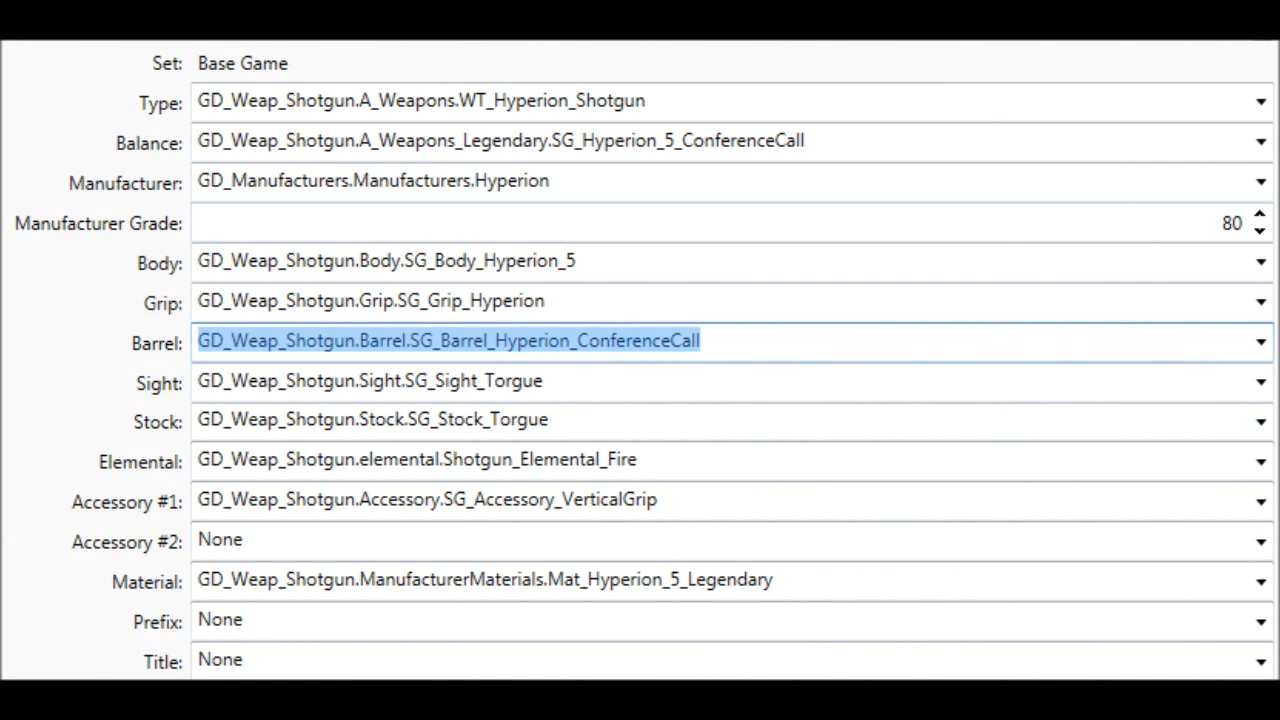 Set: Base Game
Type: GD_Weap_Shotgun.A_Weapons.WT_Hyperion_Shotgun
Balance: GD_Weap_Shotgun.A_Weapons_Legendary.SG_Hyperion_5_ConferenceCall
Manufacturer: GD_Manufacturers.Manufacturers.Hyperion
Manufacturer Grade: 80
Body: GD_Weap_Shotgun.Body.SG_Body_Hyperion_5
Grip: GD_Weap_Shotgun.Grip.SG_Grip_Hyperion
Barrel: GD_Weap_Shotgun.Barrel.SG_Barrel_Hyperion_ConferenceCall
Sight: GD_Weap_Shotgun.Sight.SG_Sight_Torgue
Stock: GD_Weap_Shotgun.Stock.SG_Stock_Torgue
Elemental: GD_Weap_Shotgun.elemental.Shotgun_Elemental_Fire
Accessory #1: GD_Weap_Shotgun.Accessory.SG_Accessory_VerticalGrip
Accessory #2: None
Material: GD_Weap_Shotgun.ManufacturerMaterials.Mat_Hyperion_5_Legendary
Prefix: None
Title: None